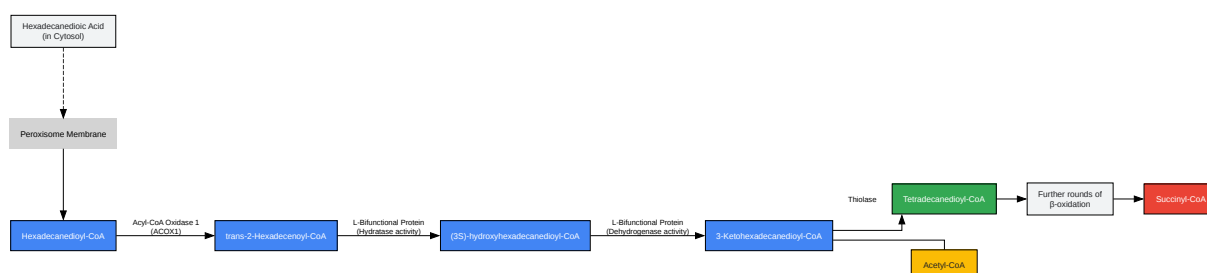 Hexadecanedioic Acid
(in Cytosol)
Peroxisome Membrane
Hexadecanedioyl-CoA
Acyl-CoA Oxidase 1
(ACOX1)
trans-2-Hexadecenoyl-CoA
L-Bifunctional Protein
(Hydratase activity)
(3S)-hydroxyhexadecanedioyl-CoA
L-Bifunctional Protein
(Dehydrogenase activity)
3-Ketohexadecanedioyl-CoA
Thiolase
Tetradecanedioyl-CoA
Further rounds of
β-oxidation
Succinyl-CoA
Acetyl-CoA